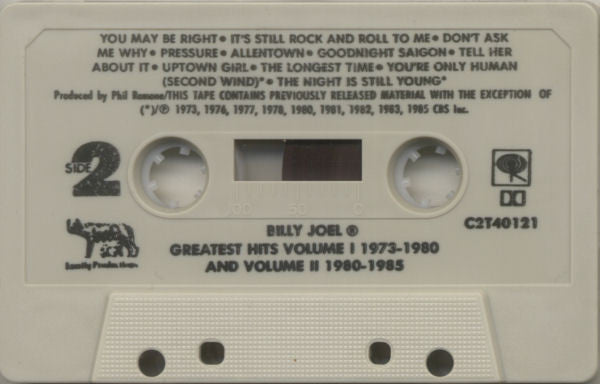 YOU MAY BE RIGHT • IT'S STILL ROCK AND ROLL TO ME • DON'T ASK
ME WHY • PRESSURE • ALLENTOWN • GOODNIGHT SAIGON • TELL HER
ABOUT IT • UPTOWN GIRL • THE LONGEST TIME • YOU'RE ONLY HUMAN
(SECOND WIND)* • THE NIGHT IS STILL YOUNG*
Produced by Phil Ramone/THIS TAPE CONTAINS PREVIOUSLY RELEASED MATERIAL WITH THE EXCEPTION OF
(*)/℗ 1973, 1976, 1977, 1978, 1980, 1981, 1982, 1983, 1985 CBS Inc.
SIDE 2
100 50 0
C2T40121
Family Productions
BILLY JOEL ®
GREATEST HITS VOLUME I 1973-1980
AND VOLUME II 1980-1985